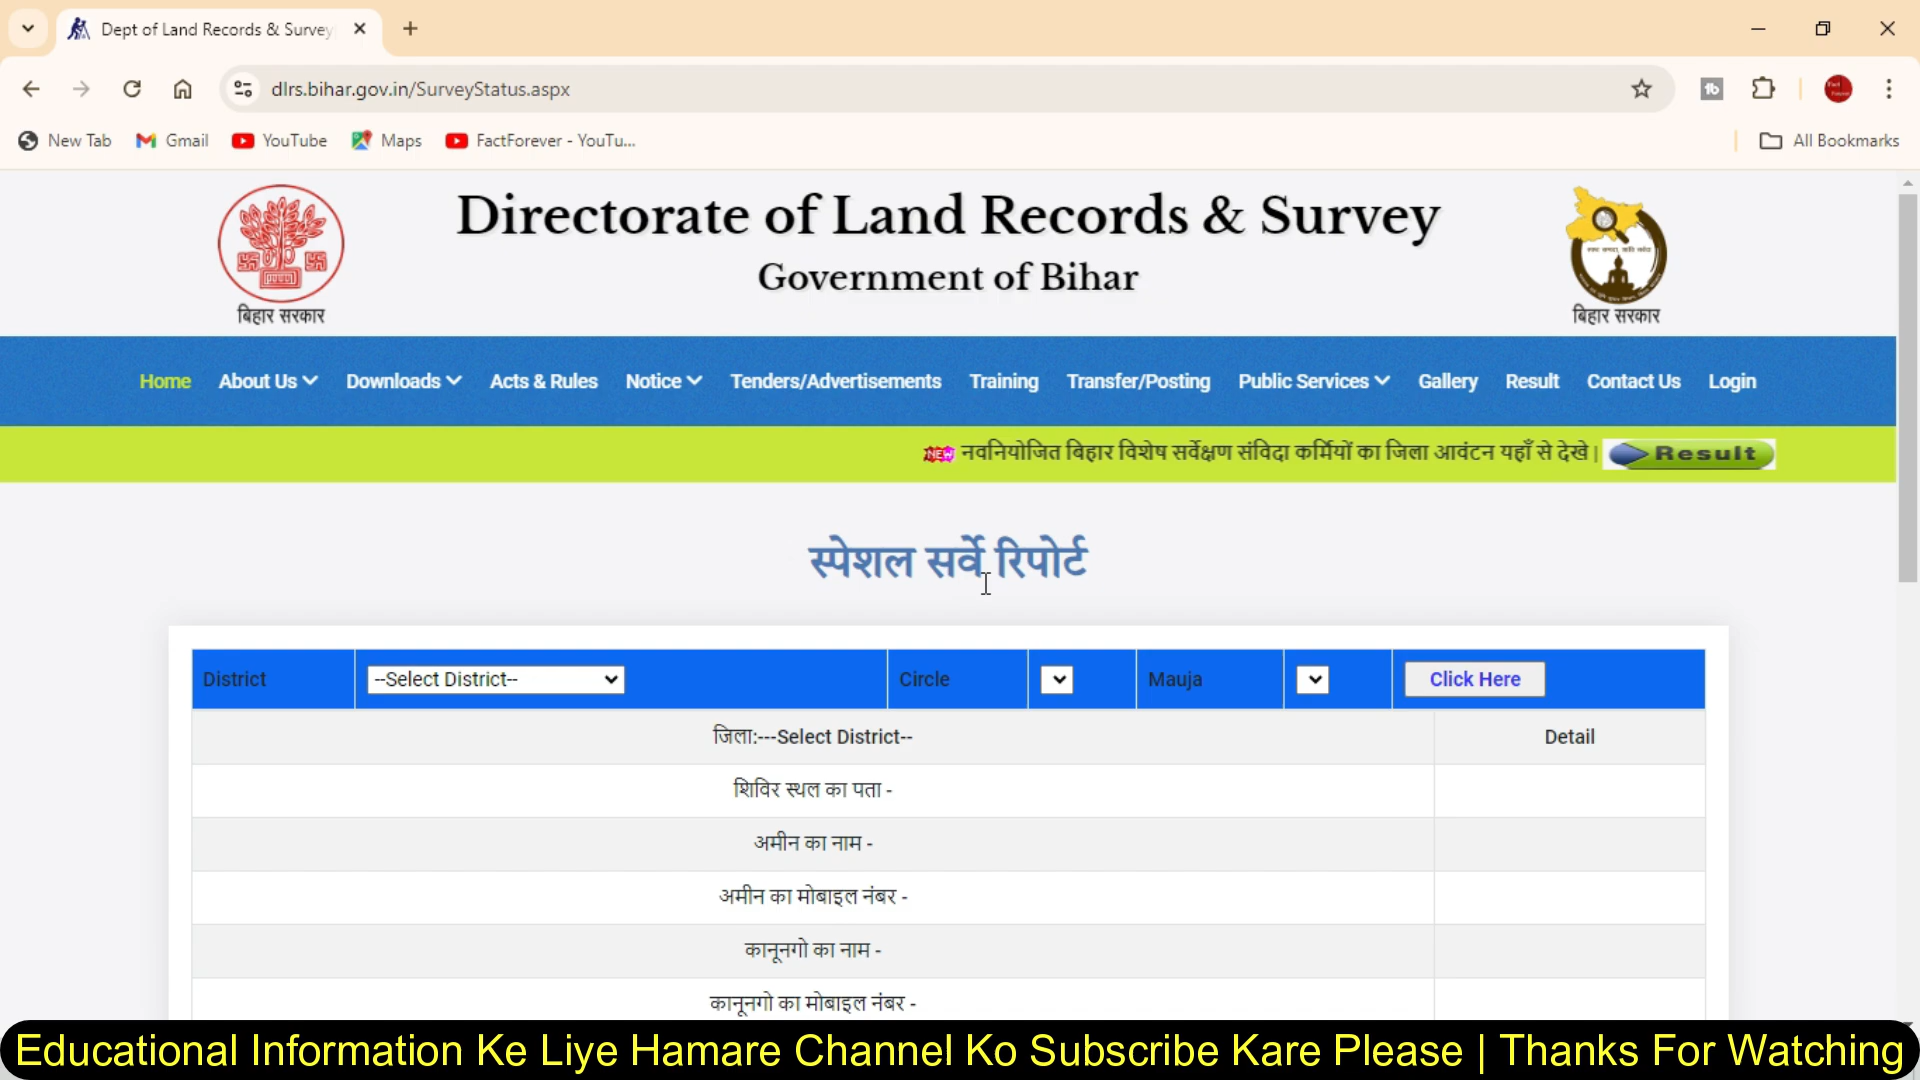 Dept of Land Records & Survey
dlrs.bihar.gov.in/SurveyStatus.aspx
New Tab Gmail YouTube Maps FactForever - YouTu... All Bookmarks
Directorate of Land Records & Survey
Government of Bihar
बिहार सरकार
बिहार सरकार
Home About Us Downloads Acts & Rules Notice Tenders/Advertisements Training Transfer/Posting Public Services Gallery Result Contact Us Login
NEW नवनियोजित बिहार विशेष सर्वेक्षण संविदा कर्मियों का जिला आवंटन यहाँ से देखे | Result
स्पेशल सर्वे रिपोर्ट
District --Select District-- Circle Mauja Click Here
जिला:---Select District-- Detail
शिविर स्थल का पता -
अमीन का नाम -
अमीन का मोबाइल नंबर -
कानूनगो का नाम -
कानूनगो का मोबाइल नंबर -
Educational Information Ke Liye Hamare Channel Ko Subscribe Kare Please | Thanks For Watching